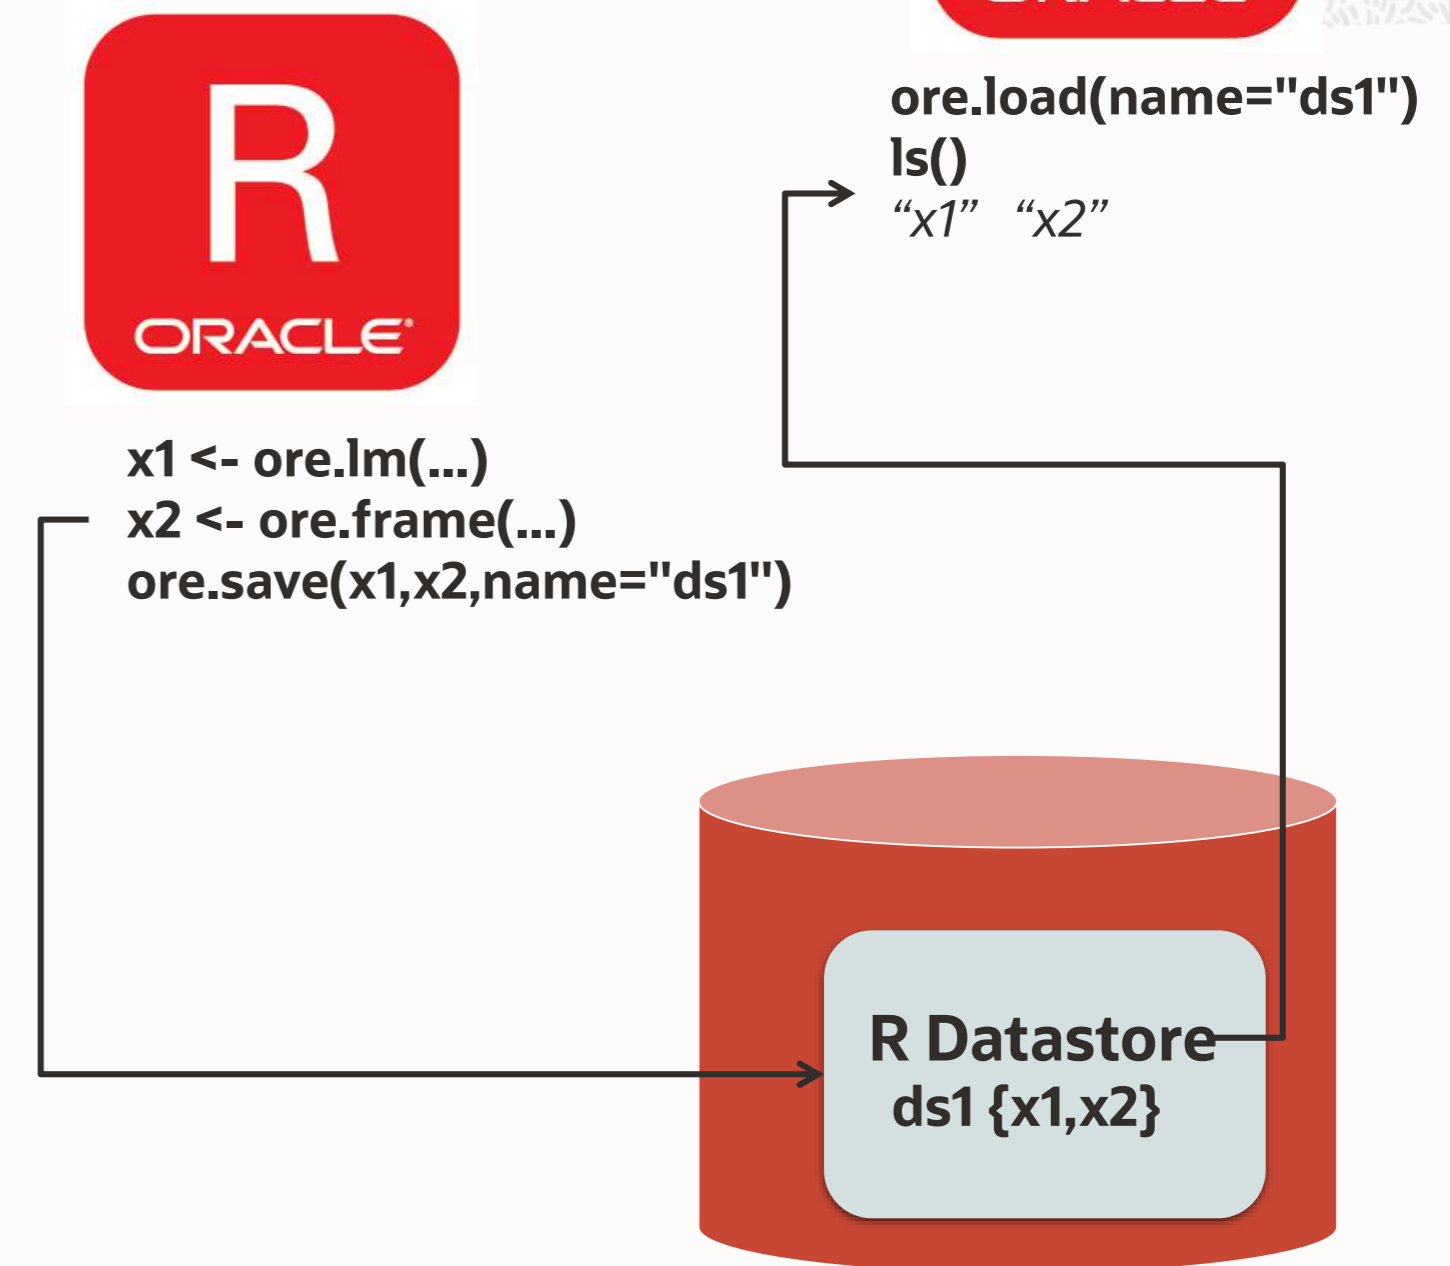 R
ORACLE®
x1 <- ore.lm(...)
x2 <- ore.frame(...)
ore.save(x1,x2,name="ds1")
ore.load(name="ds1")
ls()
“x1” “x2”
R Datastore
ds1 {x1,x2}